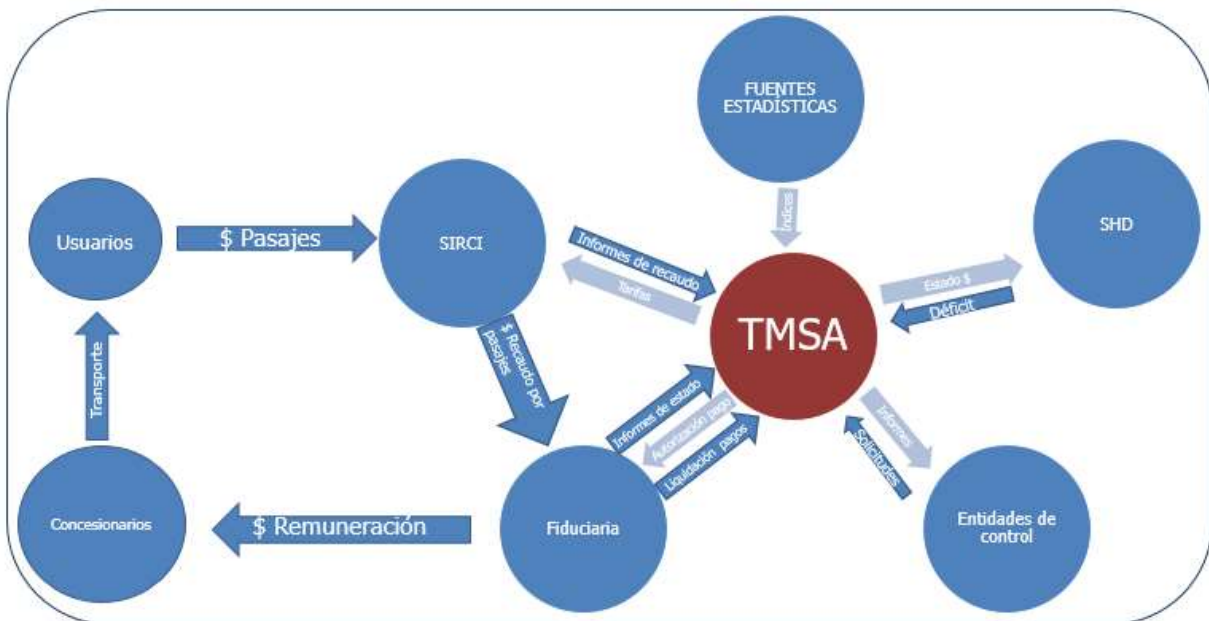 FUENTES
ESTADÍSTICAS
Índices
Usuarios
$ Pasajes
SIRCI
Informes de recaudo
Tarifas
TMSA
SHD
Estado $
Déficit
$ Recaudo por
pasajes
Transporte
Informes de estado
Autorización pago
Liquidación pagos
Informes
Solicitudes
Concesionarios
$ Remuneración
Fiduciaria
Entidades de
control